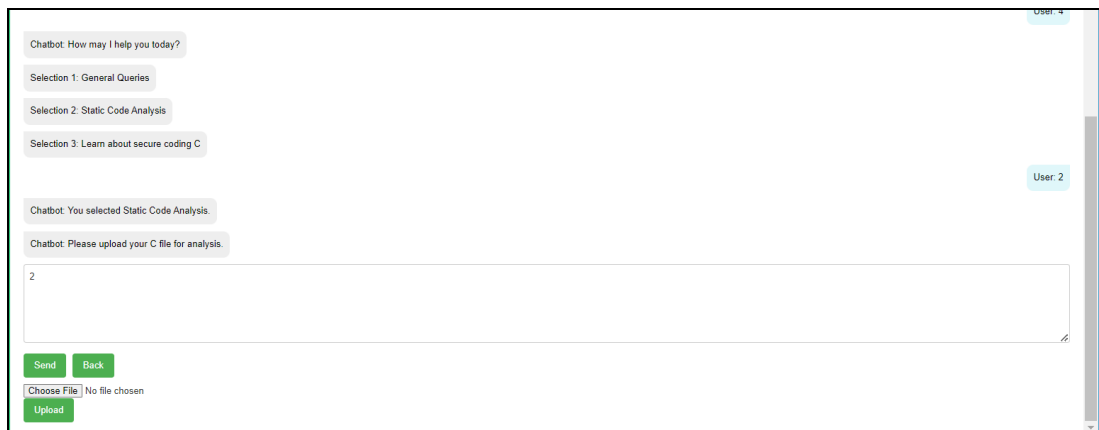 User: 4
Chatbot: How may I help you today?
Selection 1: General Queries
Selection 2: Static Code Analysis
Selection 3: Learn about secure coding C
User: 2
Chatbot: You selected Static Code Analysis.
Chatbot: Please upload your C file for analysis.
2
Send Back
Choose File No file chosen
Upload